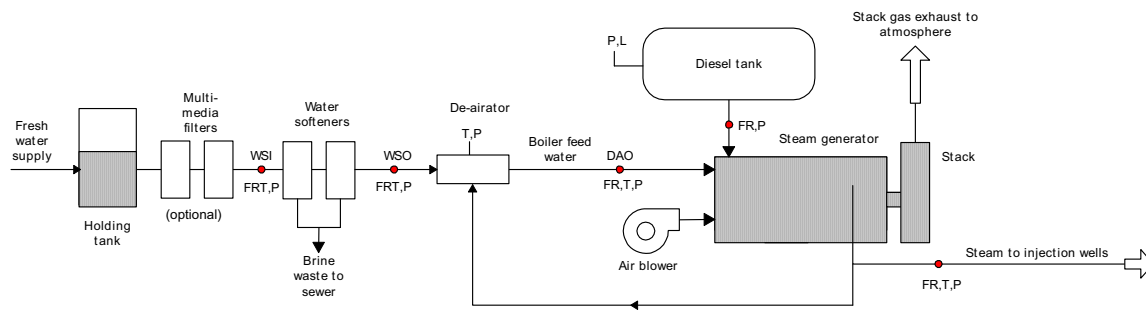 Stack gas exhaust to
atmosphere
P,L
Diesel tank
Multi-
media
filters
Water
softeners
De-airator
T,P
Fresh
water
supply
WSI
FRT,P
WSO
FRT,P
Boiler feed
water
DAO
FR,T,P
FR,P
Steam generator
Stack
(optional)
Holding
tank
Brine
waste to
sewer
Air blower
Steam to injection wells
FR,T,P